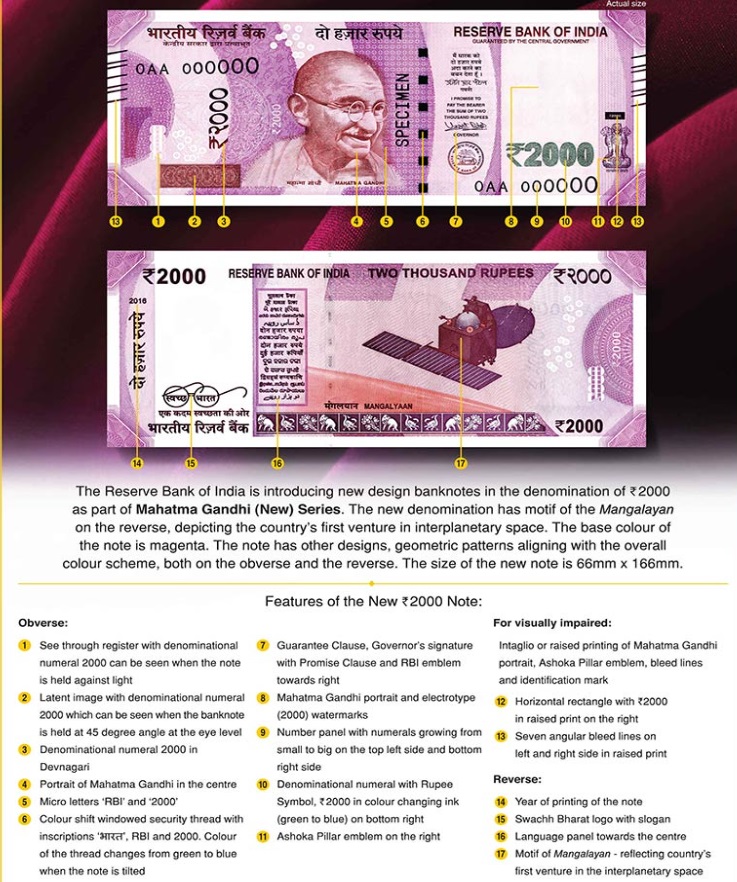 Actual size
भारतीय रिज़र्व बैंक
केन्द्रीय सरकार द्वारा प्रत्याभूत
दो हज़ार रुपये
RESERVE BANK OF INDIA
GUARANTEED BY THE CENTRAL GOVERNMENT
0AA 000000
₹२०००
₹2000
SPECIMEN
मैं धारक को
दो हज़ार रुपये
अदा करने का
वचन देता हूँ।
I PROMISE TO
PAY THE BEARER
THE SUM OF TWO
THOUSAND RUPEES
GOVERNOR
महात्मा गांधी MAHATMA GANDHI
₹2000
0AA 000000
13 1 2 3 4 5 6 7 8 9 10 11 12 13
₹2000 RESERVE BANK OF INDIA TWO THOUSAND RUPEES ₹२०००
2016
दो हज़ार रुपये
₹2000
स्वच्छ भारत
एक कदम स्वच्छता की ओर
भारतीय रिज़र्व बैंक
मंगलयान MANGALYAAN
₹2000
14 15 16 17
The Reserve Bank of India is introducing new design banknotes in the denomination of ₹2000
as part of Mahatma Gandhi (New) Series. The new denomination has motif of the Mangalayan
on the reverse, depicting the country's first venture in interplanetary space. The base colour of
the note is magenta. The note has other designs, geometric patterns aligning with the overall
colour scheme, both on the obverse and the reverse. The size of the new note is 66mm x 166mm.
Features of the New ₹2000 Note:
Obverse:
1 See through register with denominational
numeral 2000 can be seen when the note
is held against light
2 Latent image with denominational numeral
2000 which can be seen when the banknote
is held at 45 degree angle at the eye level
3 Denominational numeral 2000 in
Devnagari
4 Portrait of Mahatma Gandhi in the centre
5 Micro letters ‘RBI’ and ‘2000’
6 Colour shift windowed security thread with
inscriptions ‘भारत’, RBI and 2000. Colour
of the thread changes from green to blue
when the note is tilted
7 Guarantee Clause, Governor's signature
with Promise Clause and RBI emblem
towards right
8 Mahatma Gandhi portrait and electrotype
(2000) watermarks
9 Number panel with numerals growing from
small to big on the top left side and bottom
right side
10 Denominational numeral with Rupee
Symbol, ₹2000 in colour changing ink
(green to blue) on bottom right
11 Ashoka Pillar emblem on the right
For visually impaired:
Intaglio or raised printing of Mahatma Gandhi
portrait, Ashoka Pillar emblem, bleed lines
and identification mark
12 Horizontal rectangle with ₹2000
in raised print on the right
13 Seven angular bleed lines on
left and right side in raised print
Reverse:
14 Year of printing of the note
15 Swachh Bharat logo with slogan
16 Language panel towards the centre
17 Motif of Mangalayan - reflecting country's
first venture in the interplanetary space